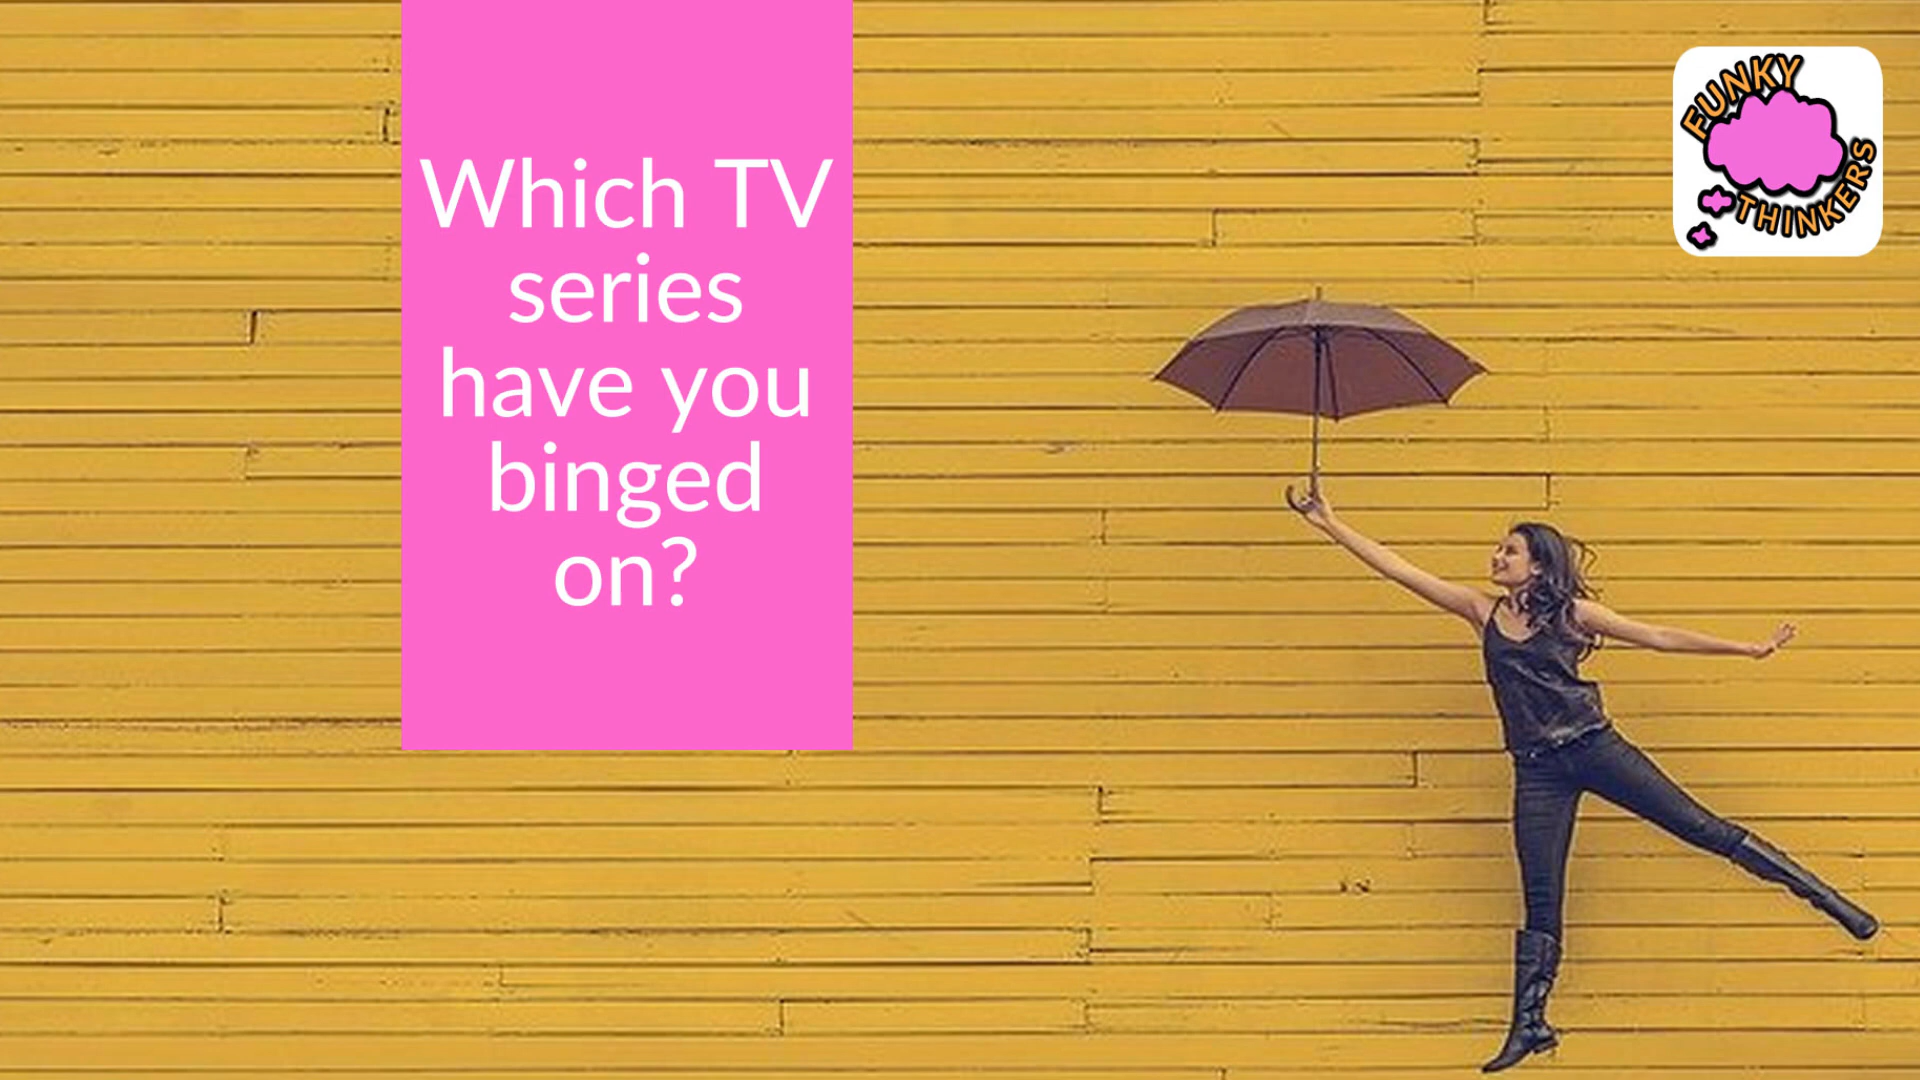 Which TV
series
have you
binged
on?
FUNKY
THINKERS